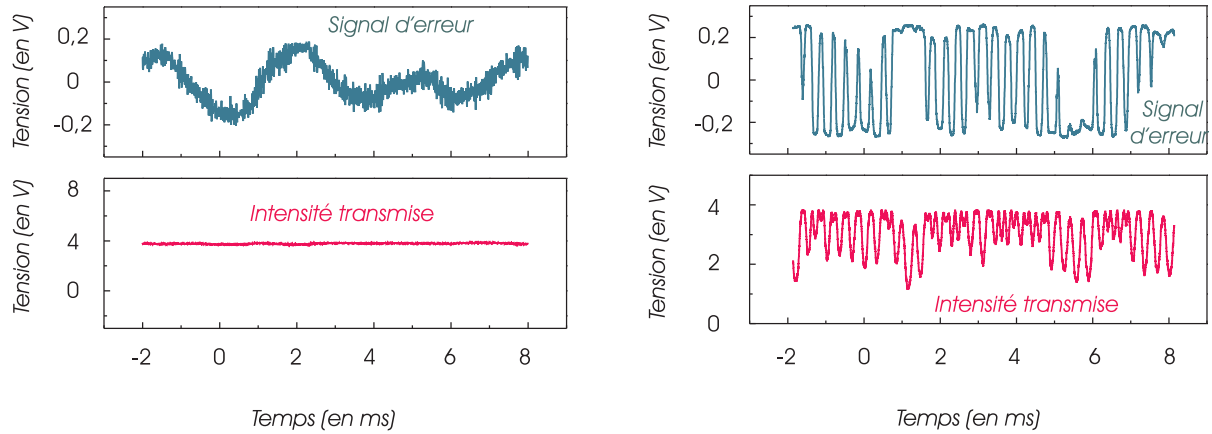 Signal d'erreur
Tension (en V)
0,2
0
-0,2
Intensité transmise
Tension (en V)
8
4
0
-2 0 2 4 6 8
Temps (en ms)
Signal
d'erreur
Tension (en V)
0,2
0
-0,2
Intensité transmise
Tension (en V)
4
2
0
-2 0 2 4 6 8
Temps (en ms)